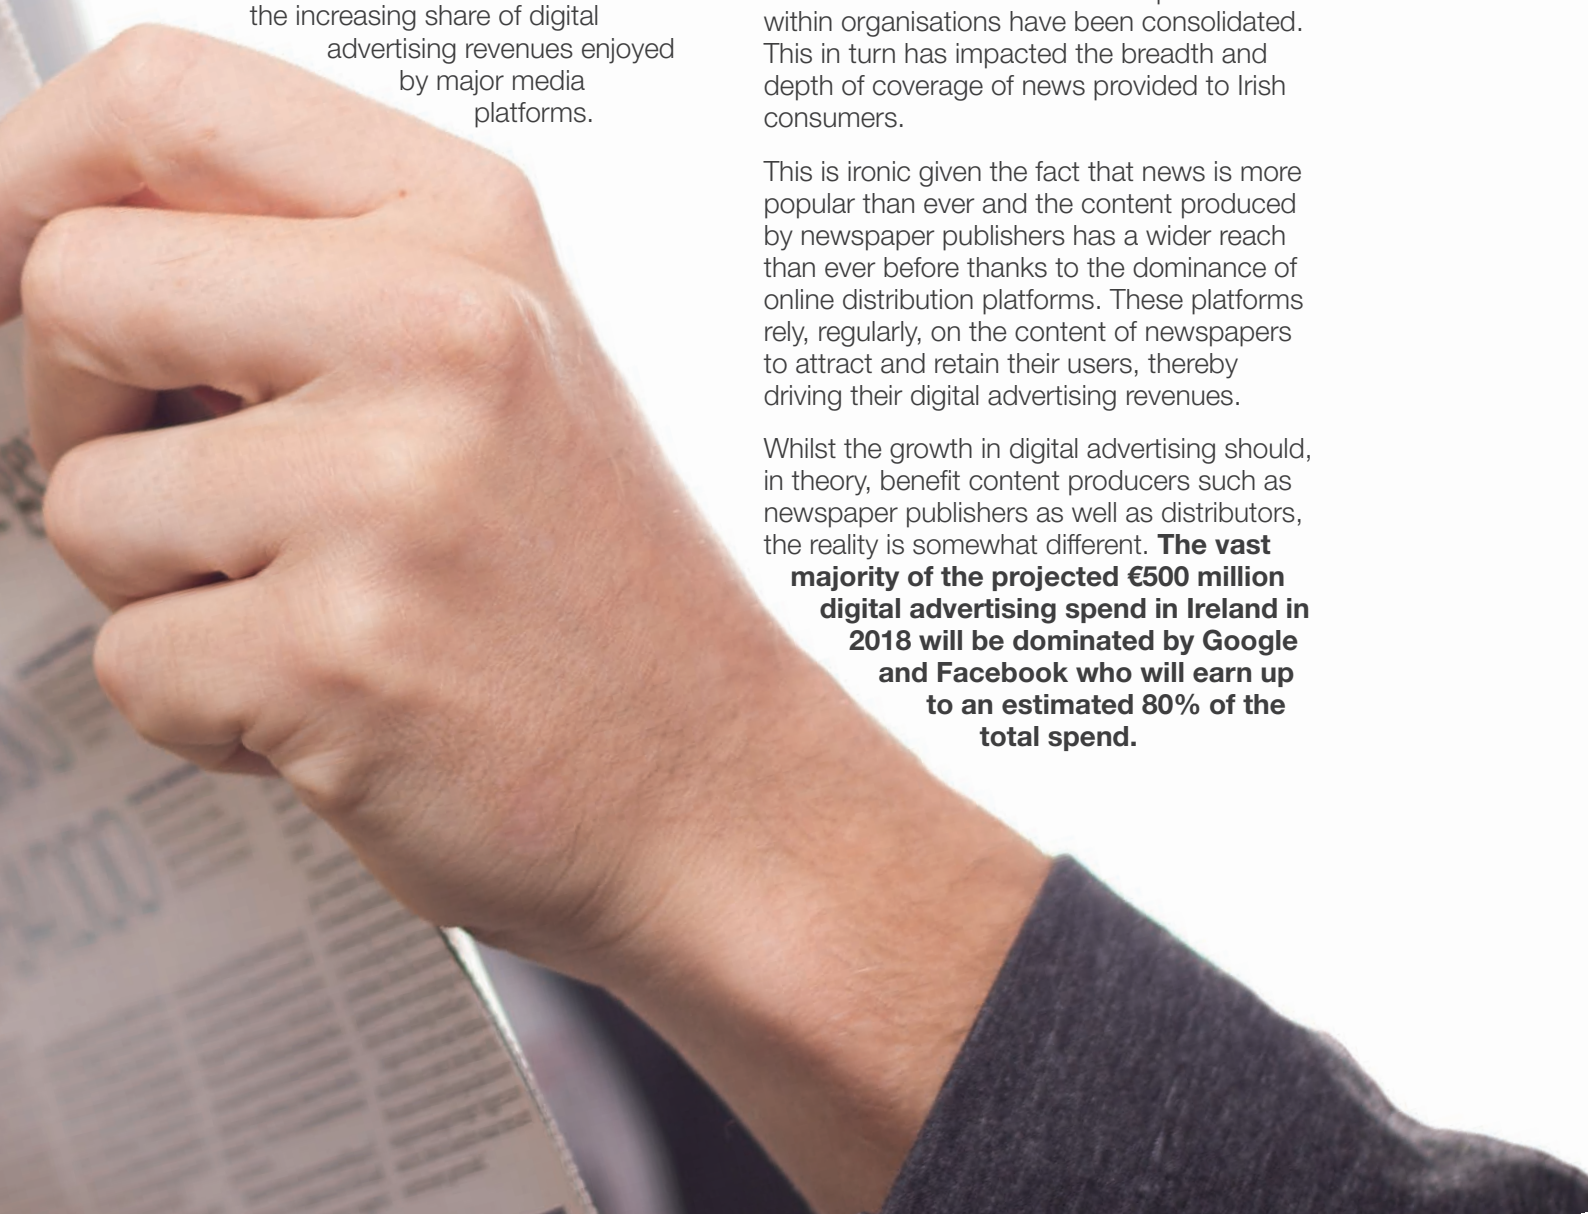 the increasing share of digital
advertising revenues enjoyed
by major media
platforms.
within organisations have been consolidated.
This in turn has impacted the breadth and
depth of coverage of news provided to Irish
consumers.
This is ironic given the fact that news is more
popular than ever and the content produced
by newspaper publishers has a wider reach
than ever before thanks to the dominance of
online distribution platforms. These platforms
rely, regularly, on the content of newspapers
to attract and retain their users, thereby
driving their digital advertising revenues.
Whilst the growth in digital advertising should,
in theory, benefit content producers such as
newspaper publishers as well as distributors,
the reality is somewhat different. The vast
majority of the projected €500 million
digital advertising spend in Ireland in
2018 will be dominated by Google
and Facebook who will earn up
to an estimated 80% of the
total spend.